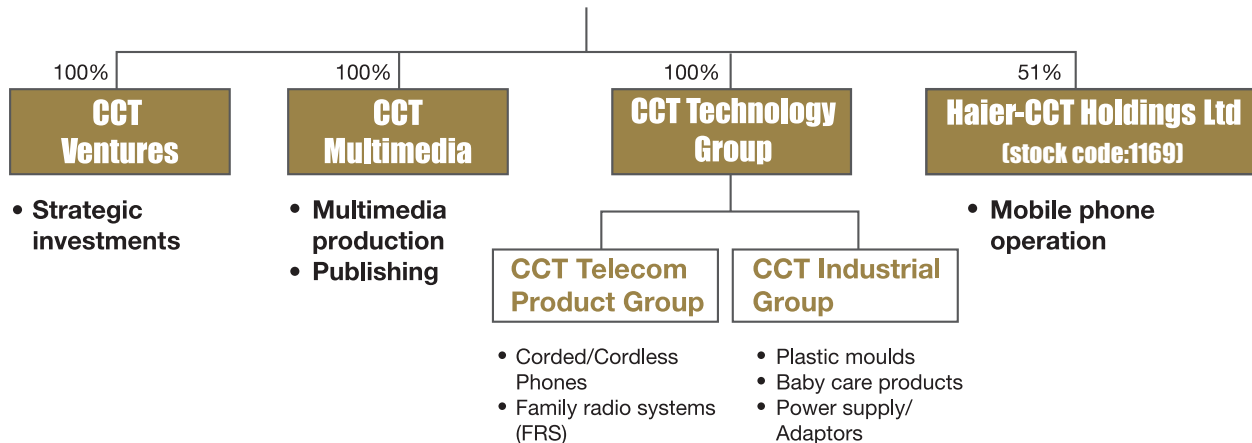 100%
100%
100%
51%
CCT
Ventures
CCT
Multimedia
CCT Technology
Group
Haier-CCT Holdings Ltd
(stock code:1169)
• Strategic
investments
• Multimedia
production
• Publishing
• Mobile phone
operation
CCT Telecom
Product Group
CCT Industrial
Group
• Corded/Cordless
Phones
• Family radio systems
(FRS)
• Plastic moulds
• Baby care products
• Power supply/
Adaptors